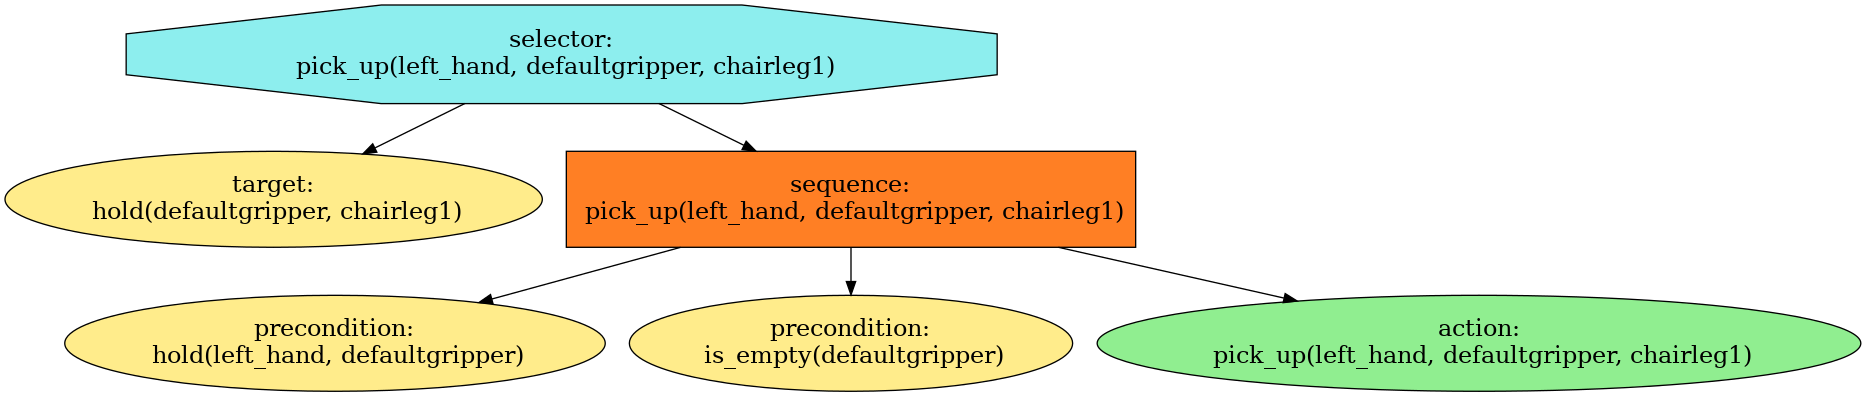 selector:
pick_up(left_hand, defaultgripper, chairleg1)
target:
hold(defaultgripper, chairleg1)
sequence:
pick_up(left_hand, defaultgripper, chairleg1)
precondition:
hold(left_hand, defaultgripper)
precondition:
is_empty(defaultgripper)
action:
pick_up(left_hand, defaultgripper, chairleg1)